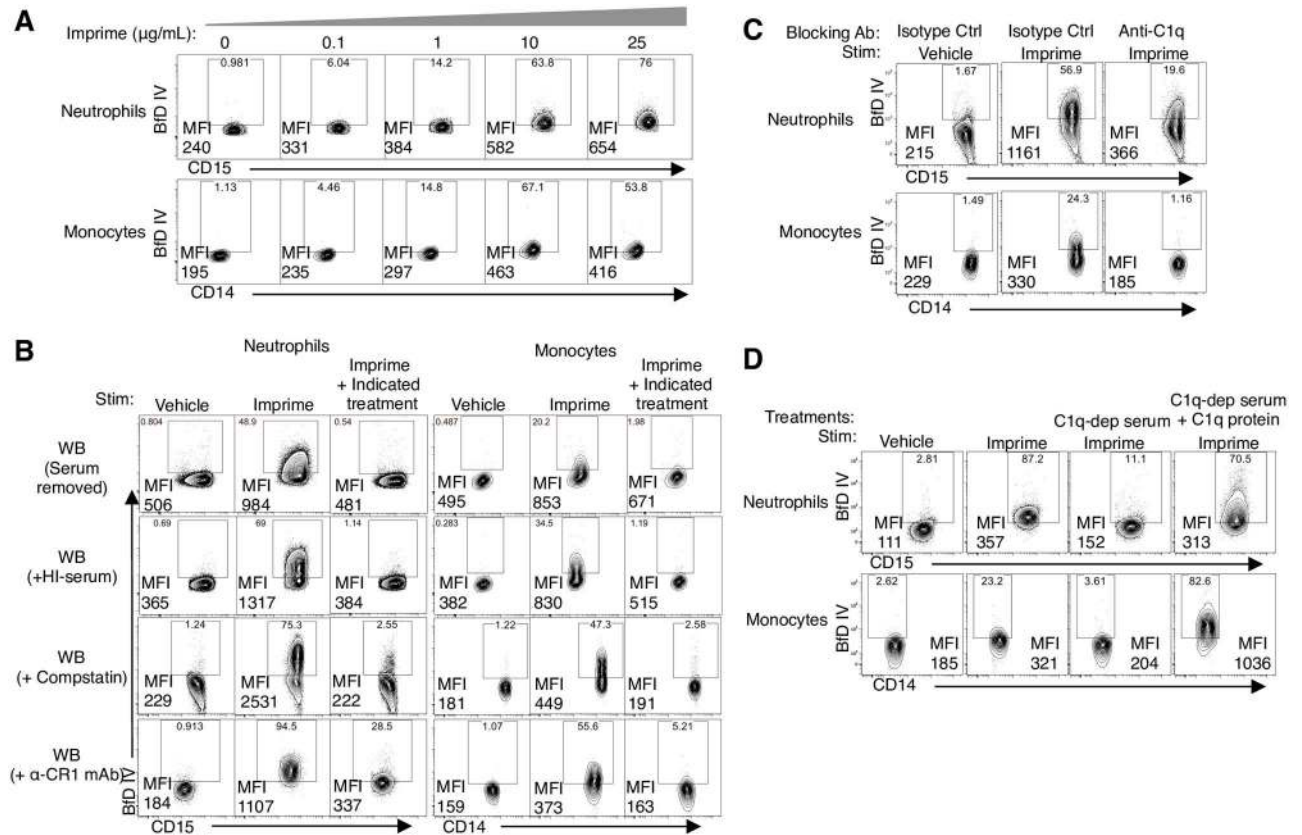 A
Imprime (μg/mL): 0 0.1 1 10 25
Neutrophils
BfD IV
0.981 6.04 14.2 63.8 76
MFI MFI MFI MFI MFI
240 331 384 582 654
CD15
Monocytes
BfD IV
1.13 4.46 14.8 67.1 53.8
MFI MFI MFI MFI MFI
195 235 297 463 416
CD14
B
Neutrophils Monocytes
Stim: Vehicle Imprime Imprime + Indicated treatment Vehicle Imprime Imprime + Indicated treatment
WB
(Serum removed)
0.804 48.9 0.54 0.487 20.2 1.98
MFI MFI MFI MFI MFI MFI
506 984 481 495 853 671
WB
(+HI-serum)
0.69 69 1.14 0.283 34.5 1.19
MFI MFI MFI MFI MFI MFI
365 1317 384 382 830 515
WB
(+ Compstatin)
1.24 75.3 2.55 1.22 47.3 2.58
MFI MFI MFI MFI MFI MFI
229 2531 222 181 449 191
WB
(+ α-CR1 mAb)
BfD IV
0.913 94.5 28.5 1.07 55.6 5.21
MFI MFI MFI MFI MFI MFI
184 1107 337 159 373 163
CD15 CD14
C
Blocking Ab: Isotype Ctrl Isotype Ctrl Anti-C1q
Stim: Vehicle Imprime Imprime
Neutrophils
BfD IV
1.67 56.9 19.6
MFI MFI MFI
215 1161 366
CD15
Monocytes
BfD IV
1.49 24.3 1.16
MFI MFI MFI
229 330 185
CD14
D
Treatments: C1q-dep serum C1q-dep serum + C1q protein
Stim: Vehicle Imprime Imprime Imprime
Neutrophils
BfD IV
2.81 87.2 11.1 70.5
MFI MFI MFI MFI
111 357 152 313
CD15
Monocytes
BfD IV
2.62 23.2 3.61 82.6
MFI MFI MFI MFI
185 321 204 1036
CD14